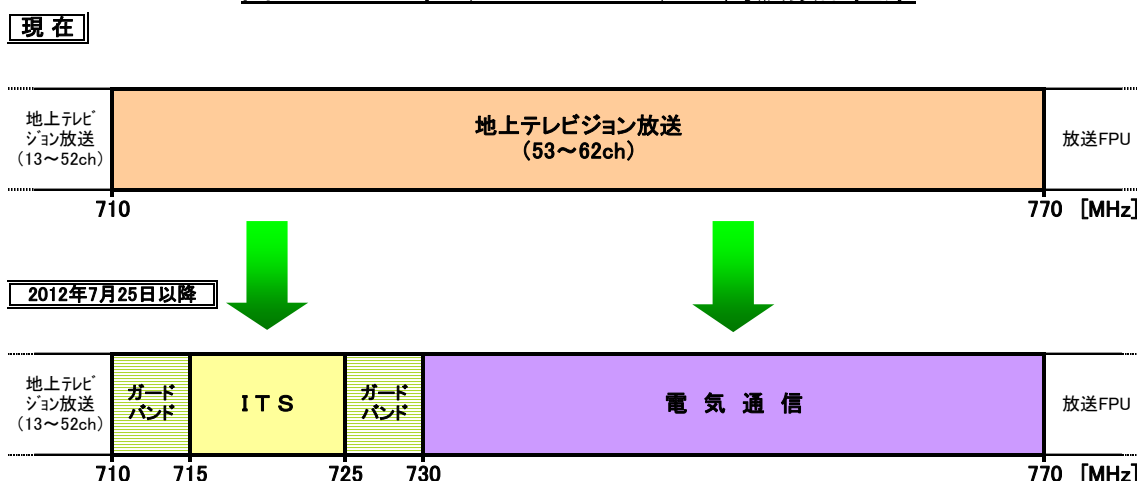 現 在
地上テレビ
ジョン放送
(13～52ch)
地上テレビジョン放送
(53～62ch)
放送FPU
710
770 [MHz]
2012年7月25日以降
地上テレビ
ジョン放送
(13～52ch)
ガード
バンド
ＩＴＳ
ガード
バンド
電 気 通 信
放送FPU
710
715
725
730
770 [MHz]